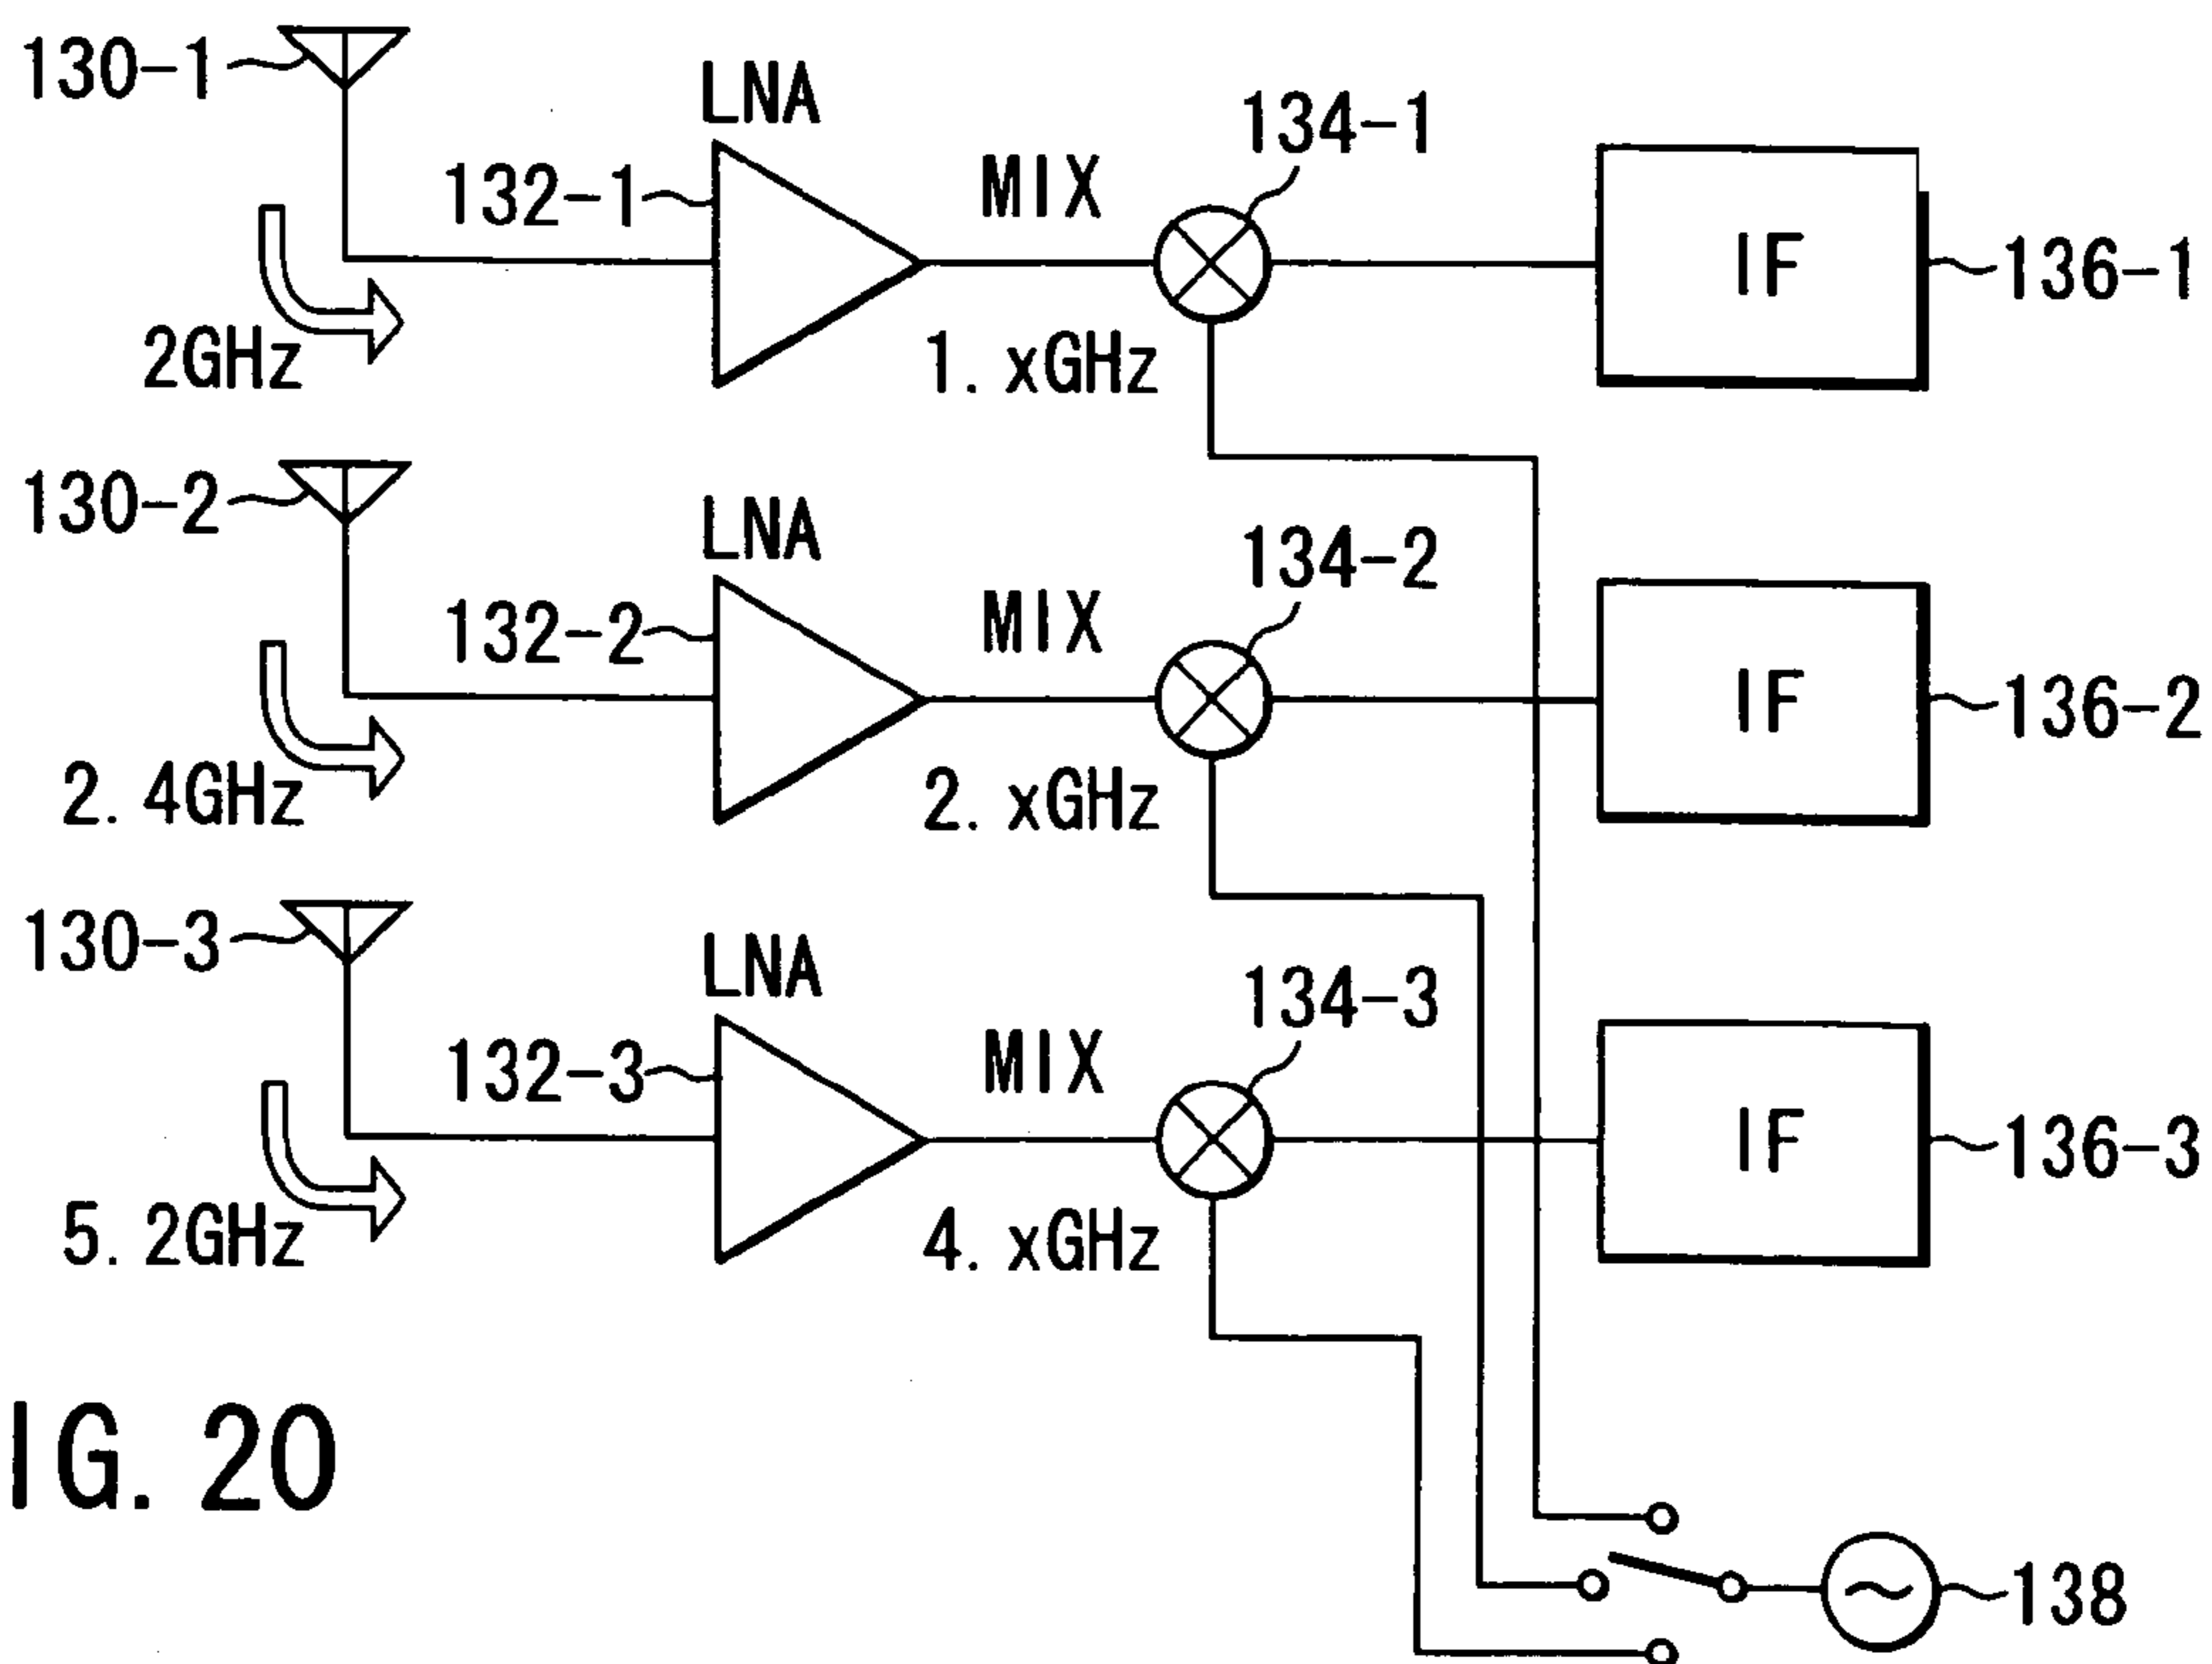 130-1
LNA
132-1
MIX
134-1
IF
136-1
2GHz
1. xGHz
130-2
LNA
132-2
MIX
134-2
IF
136-2
2. 4GHz
2. xGHz
130-3
LNA
132-3
MIX
134-3
IF
136-3
5. 2GHz
4. xGHz
IG. 20
138